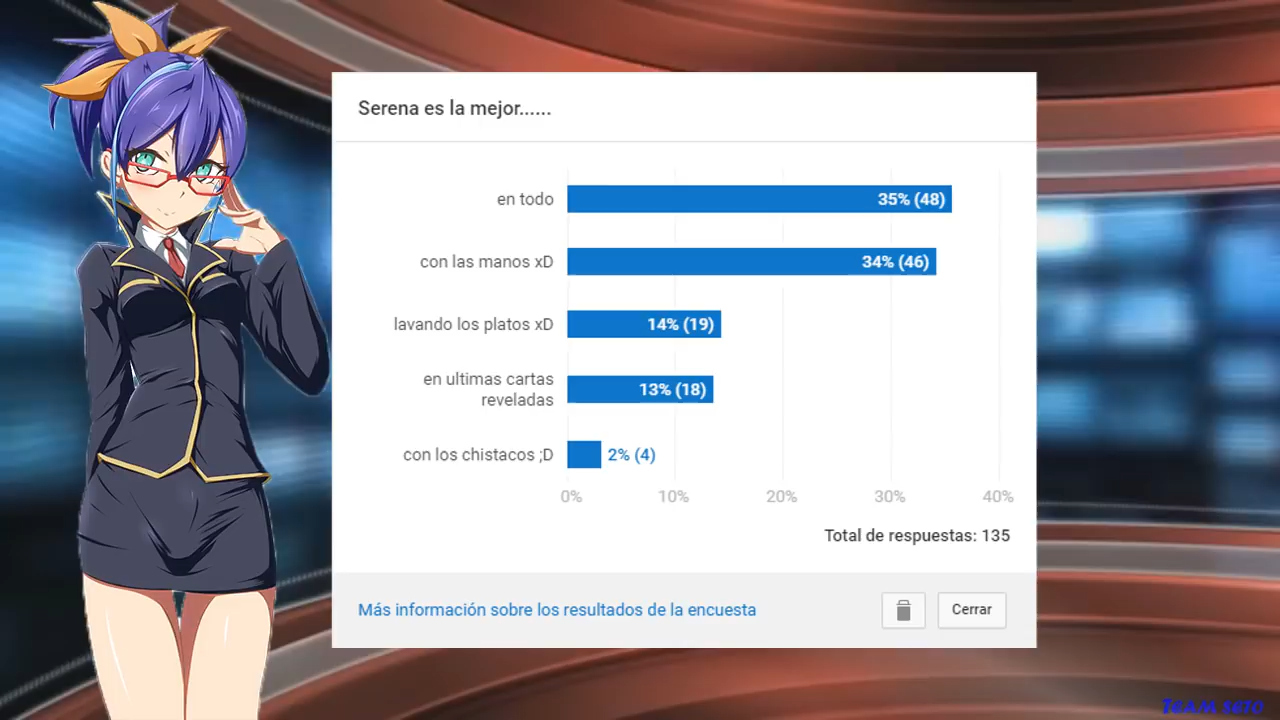 Serena es la mejor......
en todo
35% (48)
con las manos xD
34% (46)
lavando los platos xD
14% (19)
en ultimas cartas
reveladas
13% (18)
con los chistacos ;D
2% (4)
0% 10% 20% 30% 40%
Total de respuestas: 135
Más información sobre los resultados de la encuesta
Cerrar
Team seto